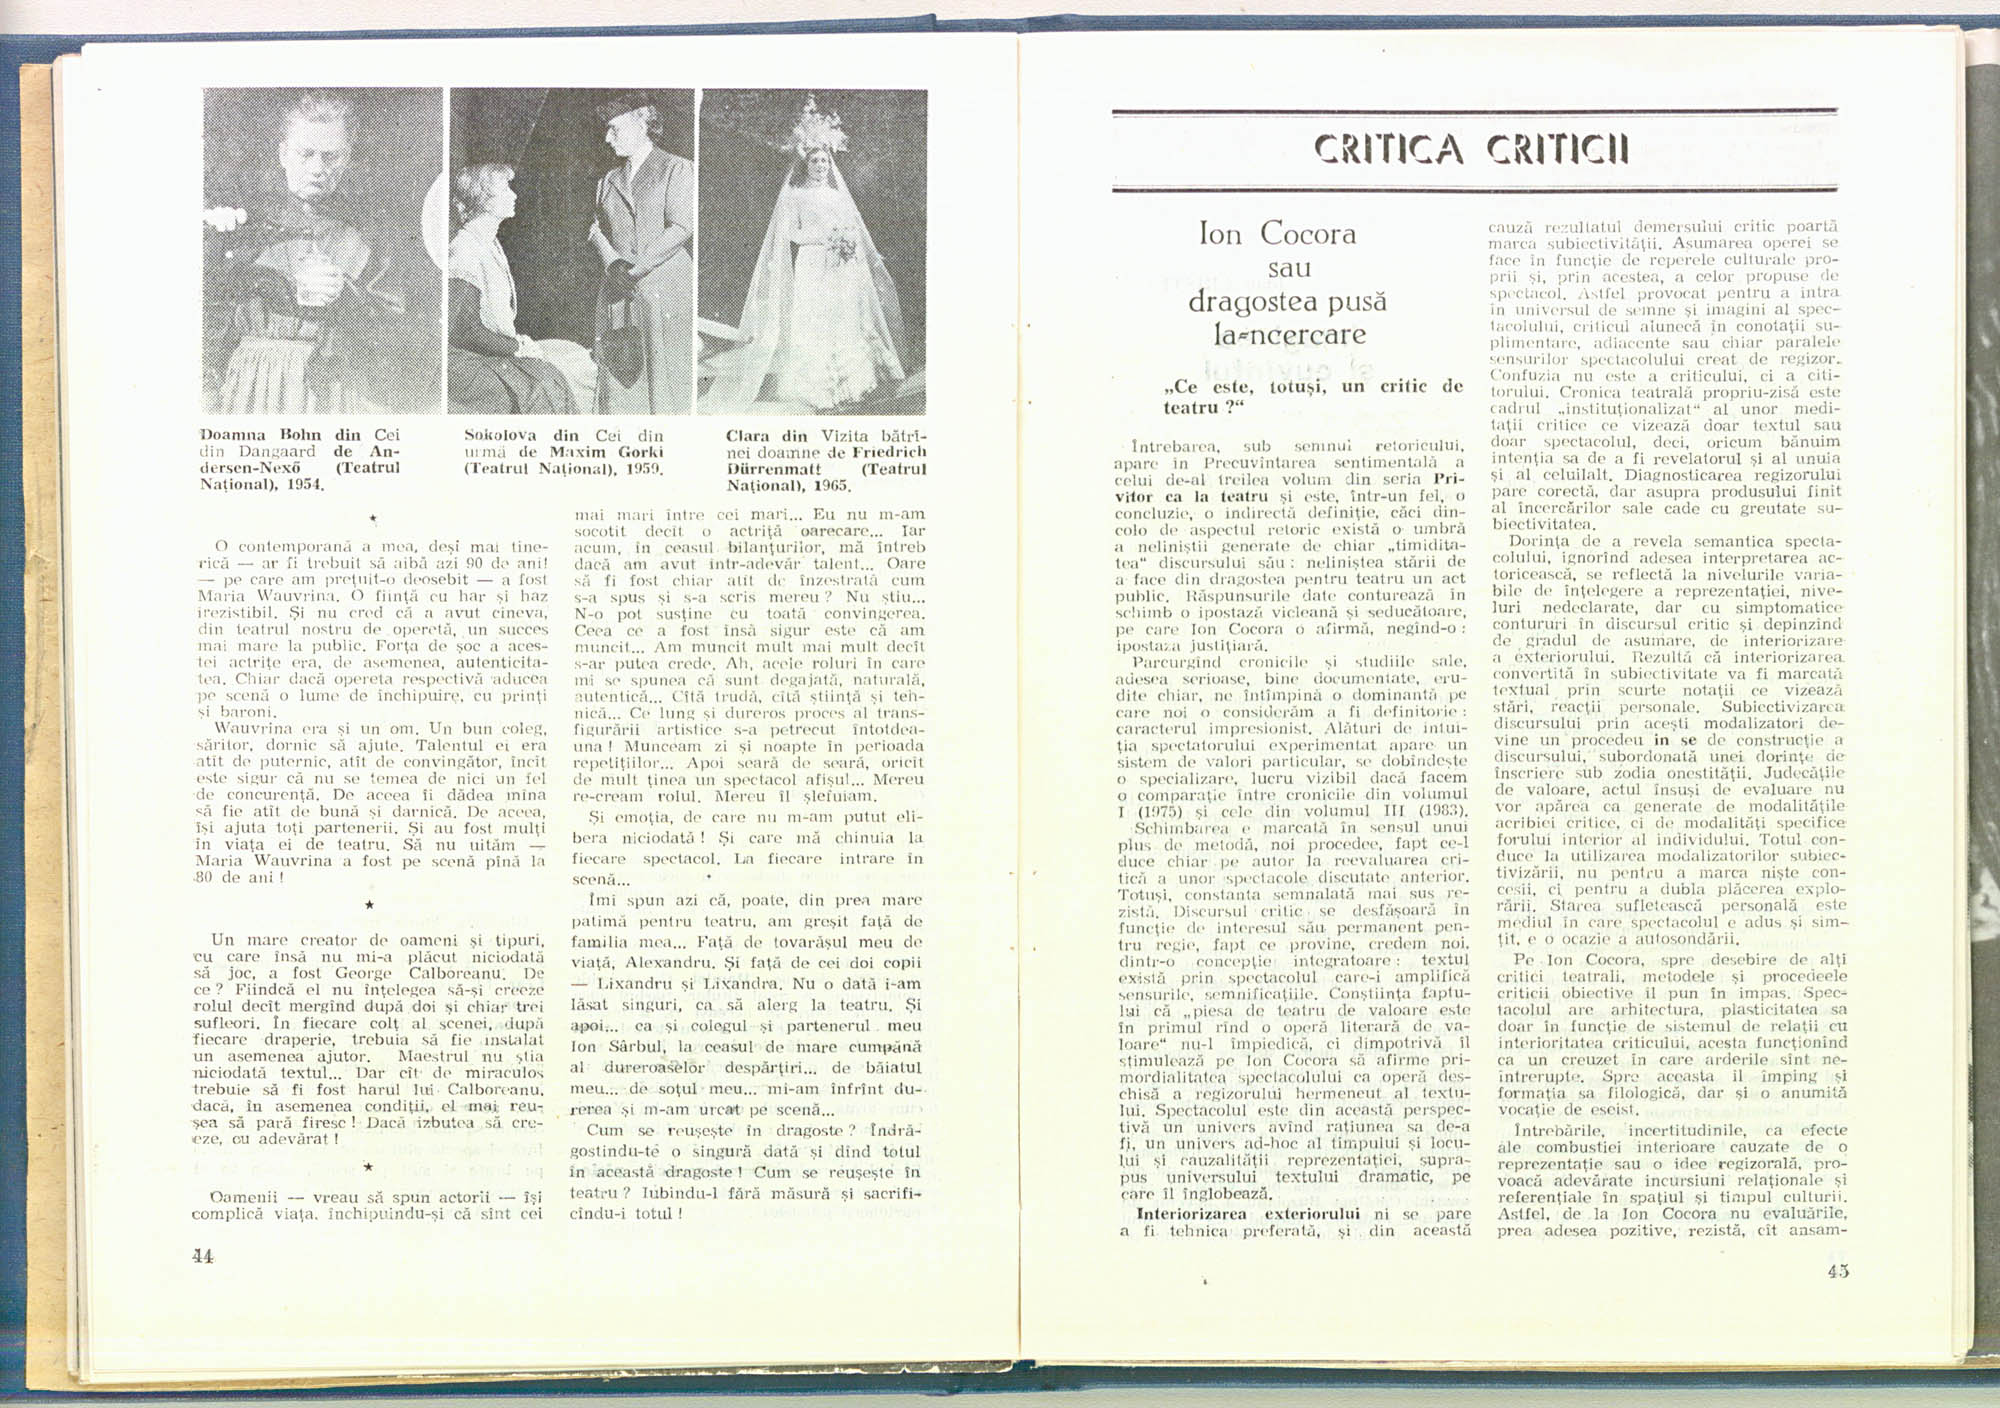 Doamna Bohn din Cei
din Dangaard de An-
dersen-Nexő (Teatrul
Național), 1954.
Sokolova din Cei din
urmă de Maxim Gorki
(Teatrul Național), 1959.
Clara din Vizita bătrî-
nei doamne de Friedrich
Dürrenmatt (Teatrul
Național), 1965.
★
O contemporană a mea, deși mai tine-
rică — ar fi trebuit să aibă azi 90 de ani!
— pe care am prețuit-o deosebit — a fost
Maria Wauvrina. O ființă cu har și haz
irezistibil. Și nu cred că a avut cineva,
din teatrul nostru de operetă, un succes
mai mare la public. Forța de șoc a aces-
tei actrițe era, de asemenea, autenticita-
tea. Chiar dacă opereta respectivă aducea
pe scenă o lume de închipuire, cu prinți
și baroni.
Wauvrina era și un om. Un bun coleg,
săritor, dornic să ajute. Talentul ei era
atît de puternic, atît de convingător, încît
este sigur că nu se temea de nici un fel
de concurență. De aceea îi dădea mîna
să fie atît de bună și darnică. De aceea,
își ajuta toți partenerii. Și au fost mulți
în viața ei de teatru. Să nu uităm —
Maria Wauvrina a fost pe scenă pînă la
80 de ani !
★
Un mare creator de oameni și tipuri,
cu care însă nu mi-a plăcut niciodată
să joc, a fost George Calboreanu. De
ce ? Fiindcă el nu înțelegea să-și creeze
rolul decît mergînd după doi și chiar trei
sufleori. În fiecare colț al scenei, după
fiecare draperie, trebuia să fie instalat
un asemenea ajutor. Maestrul nu știa
niciodată textul... Dar cît de miraculos
trebuie să fi fost harul lui Calboreanu,
dacă, în asemenea condiții, el mai reu-
șea să pară firesc ! Dacă izbutea să cre-
eze, cu adevărat !
★
Oamenii — vreau să spun actorii — își
complică viața, închipuindu-și că sînt cei
mai mari între cei mari... Eu nu m-am
socotit decît o actriță oarecare... Iar
acum, în ceasul bilanțurilor, mă întreb
dacă am avut într-adevăr talent... Oare
să fi fost chiar atît de înzestrată cum
s-a spus și s-a scris mereu ? Nu știu...
N-o pot susține cu toată convingerea.
Ceea ce a fost însă sigur este că am
muncit... Am muncit mult mai mult decît
s-ar putea crede. Ah, acele roluri în care
mi se spunea că sunt degajată, naturală,
autentică... Cîtă trudă, cîtă știință și teh-
nică... Ce lung și dureros proces al trans-
figurării artistice s-a petrecut întotdea-
una ! Munceam zi și noapte în perioada
repetițiilor... Apoi seară de seară, oricît
de mult ținea un spectacol afișul... Mereu
re-cream rolul. Mereu îl șlefuiam.
Și emoția, de care nu m-am putut eli-
bera niciodată ! Și care mă chinuia la
fiecare spectacol. La fiecare intrare în
scenă...
Îmi spun azi că, poate, din prea mare
patimă pentru teatru, am greșit față de
familia mea... Față de tovarășul meu de
viață, Alexandru. Și față de cei doi copii
— Lixandru și Lixandra. Nu o dată i-am
lăsat singuri, ca să alerg la teatru. Și
apoi... ca și colegul și partenerul meu
Ion Sârbul, la ceasul de mare cumpănă
al dureroaselor despărțiri... de băiatul
meu... de soțul meu... mi-am înfrînt du-
rerea și m-am urcat pe scenă...
Cum se reușește în dragoste ? Îndră-
gostindu-te o singură dată și dînd totul
în această dragoste ! Cum se reușește în
teatru ? Iubindu-l fără măsură și sacrifi-
cîndu-i totul !
44
CRITICA CRITICII
Ion Cocora
sau
dragostea pusă
la-ncercare
„Ce este, totuși, un critic de
teatru ?“
Întrebarea, sub semnul retoricului,
apare în Precuvîntarea sentimentală a
celui de-al treilea volum din seria Pri-
vitor ca la teatru și este, într-un fel, o
concluzie, o indirectă definiție, căci din-
colo de aspectul retoric există o umbră
a neliniștii generate de chiar „timidita-
tea“ discursului său : neliniștea stării de
a face din dragostea pentru teatru un act
public. Răspunsurile date conturează în
schimb o ipostază vicleană și seducătoare,
pe care Ion Cocora o afirmă, negînd-o :
ipostaza justițiară.
Parcurgînd cronicile și studiile sale,
adesea serioase, bine documentate, eru-
dite chiar, ne întîmpină o dominantă pe
care noi o considerăm a fi definitorie :
caracterul impresionist. Alături de intui-
ția spectatorului experimentat apare un
sistem de valori particular, se dobîndește
o specializare, lucru vizibil dacă facem
o comparație între cronicile din volumul
I (1975) și cele din volumul III (1983).
Schimbarea e marcată în sensul unui
plus de metodă, noi procedee, fapt ce-l
duce chiar pe autor la reevaluarea cri-
tică a unor spectacole discutate anterior.
Totuși, constanta semnalată mai sus re-
zistă. Discursul critic se desfășoară în
funcție de interesul său permanent pen-
tru regie, fapt ce provine, credem noi,
dintr-o concepție integratoare : textul
există prin spectacolul care-i amplifică
sensurile, semnificațiile. Conștiința faptu-
lui că „piesa de teatru de valoare este
în primul rînd o operă literară de va-
loare“ nu-l împiedică, ci dimpotrivă îl
stimulează pe Ion Cocora să afirme pri-
mordialitatea spectacolului ca operă des-
chisă a regizorului hermeneut al textu-
lui. Spectacolul este din această perspec-
tivă un univers avînd rațiunea sa de-a
fi, un univers ad-hoc al timpului și locu-
lui și cauzalității reprezentației, supra-
pus universului textului dramatic, pe
care îl înglobează.
Interiorizarea exteriorului ni se pare
a fi tehnica preferată, și din această
cauză rezultatul demersului critic poartă
marca subiectivității. Asumarea operei se
face în funcție de reperele culturale pro-
prii și, prin acestea, a celor propuse de
spectacol. Astfel provocat pentru a intra
în universul de semne și imagini al spec-
tacolului, criticul alunecă în conotații su-
plimentare, adiacente sau chiar paralele
sensurilor spectacolului creat de regizor.
Confuzia nu este a criticului, ci a citi-
torului. Cronica teatrală propriu-zisă este
cadrul „instituționalizat“ al unor medi-
tații critice ce vizează doar textul sau
doar spectacolul, deci, oricum bănuim
intenția sa de a fi revelatorul și al unuia
și al celuilalt. Diagnosticarea regizorului
pare corectă, dar asupra produsului finit
al încercărilor sale cade cu greutate su-
biectivitatea.
Dorința de a revela semantica specta-
colului, ignorînd adesea interpretarea ac-
toricească, se reflectă la nivelurile varia-
bile de înțelegere a reprezentației, nive-
luri nedeclarate, dar cu simptomatice
contururi în discursul critic și depinzînd
de gradul de asumare, de interiorizare
a exteriorului. Rezultă că interiorizarea
convertită în subiectivitate va fi marcată
textual prin scurte notații ce vizează
stări, reacții personale. Subiectivizarea
discursului prin acești modalizatori de-
vine un procedeu in se de construcție a
discursului, subordonată unei dorințe de
înscriere sub zodia onestității. Judecățile
de valoare, actul însuși de evaluare nu
vor apărea ca generate de modalitățile
acribiei critice, ci de modalități specifice
forului interior al individului. Totul con-
duce la utilizarea modalizatorilor subiec-
tivizării, nu pentru a marca niște con-
cesii, ci pentru a dubla plăcerea explo-
rării. Starea sufletească personală este
mediul în care spectacolul e adus și sim-
țit, e o ocazie a autosondării.
Pe Ion Cocora, spre desebire de alți
critici teatrali, metodele și procedeele
criticii obiective îl pun în impas. Spec-
tacolul are arhitectura, plasticitatea sa
doar în funcție de sistemul de relații cu
interioritatea criticului, acesta funcționînd
ca un creuzet în care arderile sînt ne-
întrerupte. Spre aceasta îl împing și
formația sa filologică, dar și o anumită
vocație de eseist.
Întrebările, incertitudinile, ca efecte
ale combustiei interioare cauzate de o
reprezentație sau o idee regizorală, pro-
voacă adevărate incursiuni relaționale și
referențiale în spațiul și timpul culturii.
Astfel, de la Ion Cocora nu evaluările,
prea adesea pozitive, rezistă, cît ansam-
45